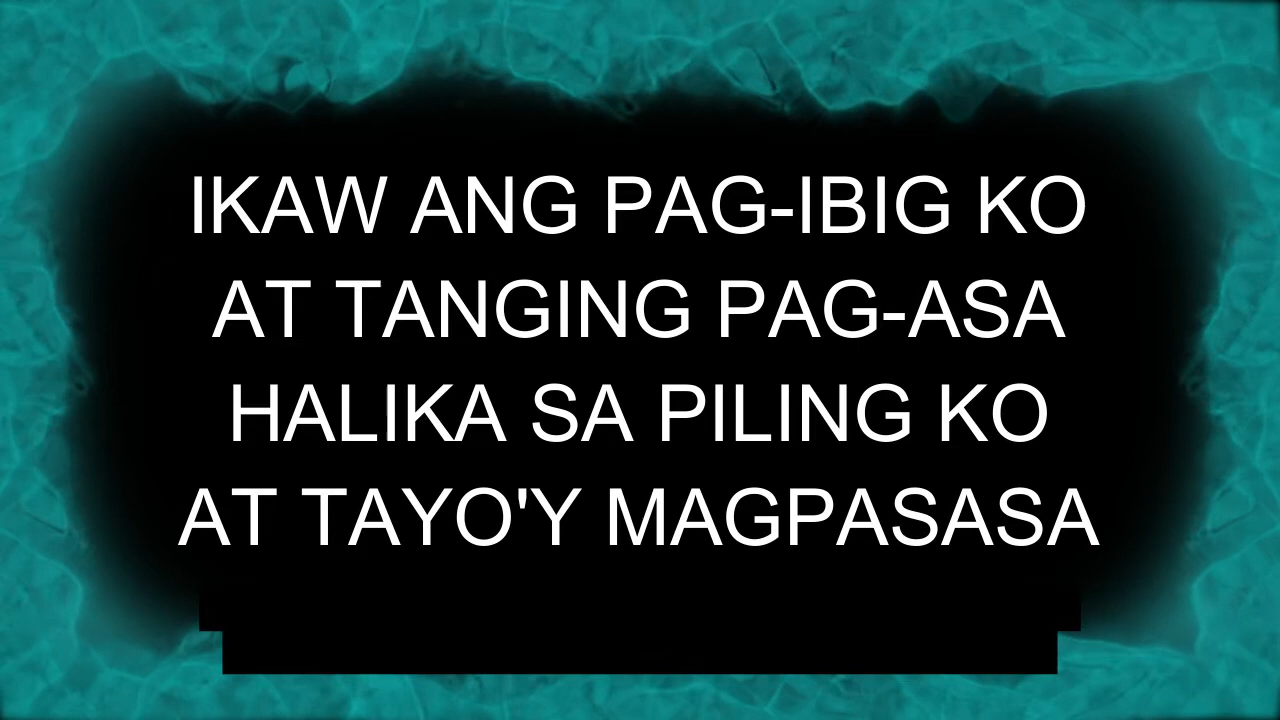 IKAW ANG PAG-IBIG KO
AT TANGING PAG-ASA
HALIKA SA PILING KO
AT TAYO'Y MAGPASASA